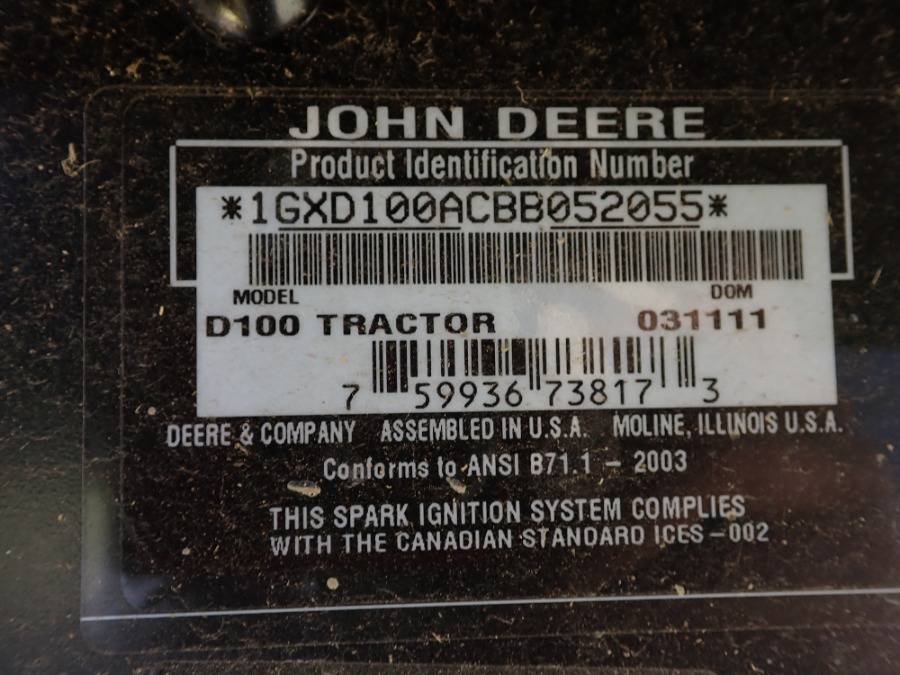 JOHN DEERE
Product Identification Number
*1GXD100ACBB052055*
MODEL DOM
D100 TRACTOR 031111
7 59936 73817 3
DEERE & COMPANY ASSEMBLED IN U.S.A. MOLINE, ILLINOIS U.S.A.
Conforms to ANSI B71.1 - 2003
THIS SPARK IGNITION SYSTEM COMPLIES
WITH THE CANADIAN STANDARD ICES-002